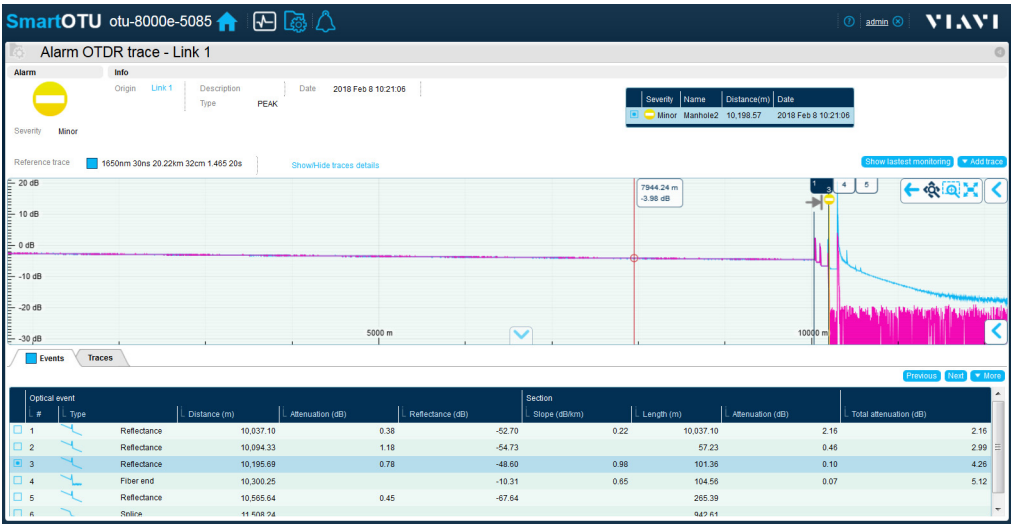 SmartOTU otu-8000e-5085 admin VIAVI
Alarm OTDR trace - Link 1
Alarm Info
Origin Link 1 Description Date 2018 Feb 8 10:21:06
Type PEAK
Severity Name Distance(m) Date
Minor Manhole2 10,198.57 2018 Feb 8 10:21:06
Severity Minor
Reference trace 1650nm 30ns 20.22km 32cm 1.465 20s Show/Hide traces details Show lastest monitoring Add trace
20 dB
7944.24 m
-3.98 dB
1 3 4 5
10 dB
0 dB
-10 dB
-20 dB
-30 dB
5000 m 10000 m
Events Traces
Previous Next More
Optical event Section
# Type Distance (m) Attenuation (dB) Reflectance (dB) Slope (dB/km) Length (m) Attenuation (dB) Total attenuation (dB)
1 Reflectance 10,037.10 0.38 -52.70 0.22 10,037.10 2.16 2.16
2 Reflectance 10,094.33 1.18 -54.73 57.23 0.46 2.99
3 Reflectance 10,195.69 0.78 -48.60 0.98 101.36 0.10 4.26
4 Fiber end 10,300.25 -10.31 0.65 104.56 0.07 5.12
5 Reflectance 10,565.64 0.45 -67.64 265.39
6 Splice 11,508.24 942.61